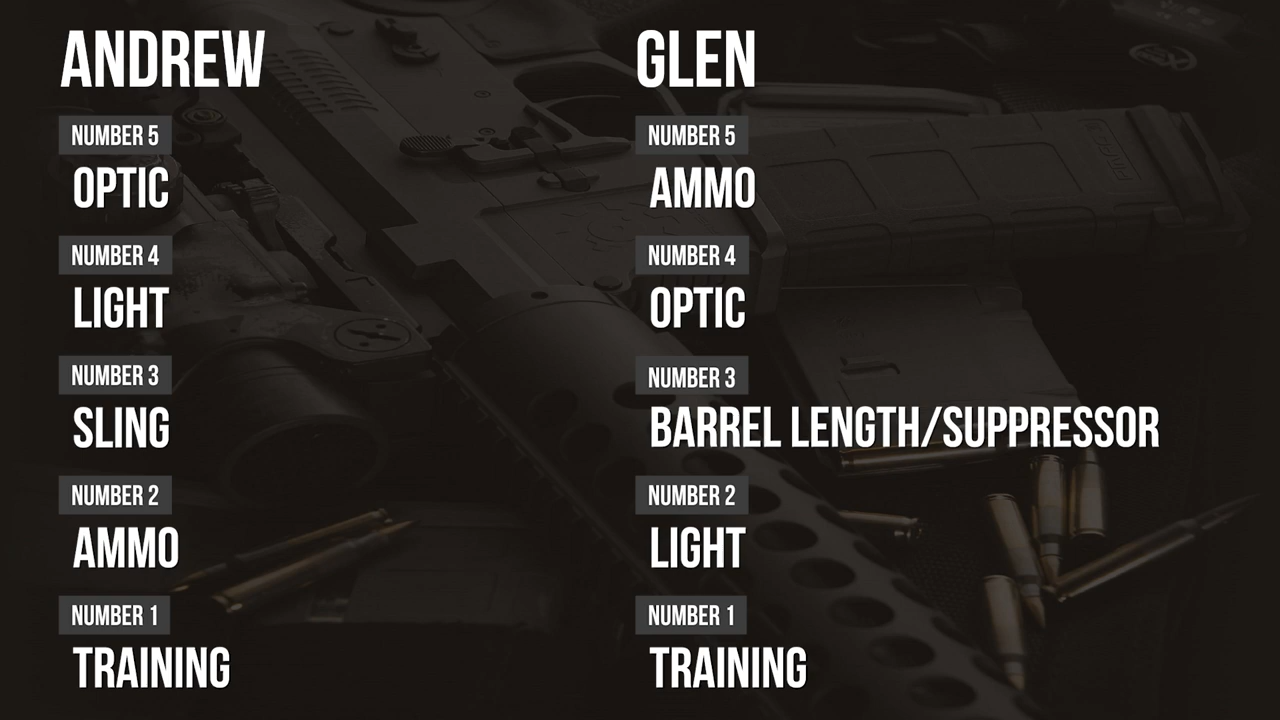 ANDREW
NUMBER 5
OPTIC
NUMBER 4
LIGHT
NUMBER 3
SLING
NUMBER 2
AMMO
NUMBER 1
TRAINING
GLEN
NUMBER 5
AMMO
NUMBER 4
OPTIC
NUMBER 3
BARREL LENGTH/SUPPRESSOR
NUMBER 2
LIGHT
NUMBER 1
TRAINING